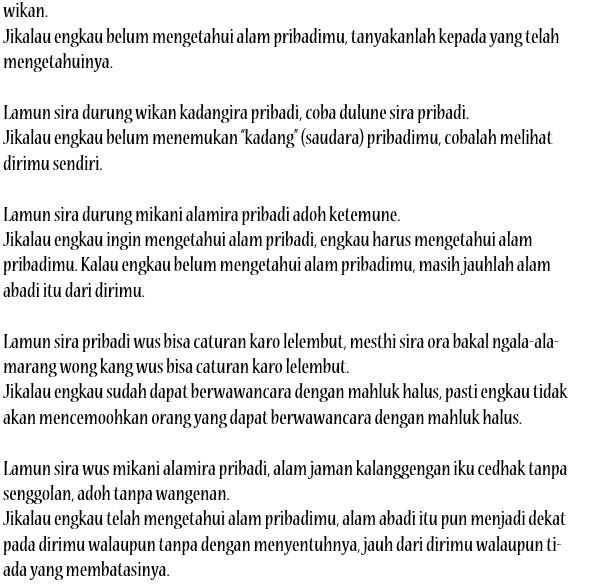 wikan.
Jikalau engkau belum mengetahui alam pribadimu, tanyakanlah kepada yang telah
mengetahuinya.
Lamun sira durung wikan kadangira pribadi, coba dulune sira pribadi.
Jikalau engkau belum menemukan “kadang” (saudara) pribadimu, cobalah melihat
dirimu sendiri.
Lamun sira durung mikani alamira pribadi adoh ketemune.
Jikalau engkau ingin mengetahui alam pribadi, engkau harus mengetahui alam
pribadimu. Kalau engkau belum mengetahui alam pribadimu, masih jauhlah alam
abadi itu dari dirimu.
Lamun sira pribadi wus bisa caturan karo lelembut, mesthi sira ora bakal ngala-ala-
marang wong kang wus bisa caturan karo lelembut.
Jikalau engkau sudah dapat berwawancara dengan mahluk halus, pasti engkau tidak
akan mencemoohkan orang yang dapat berwawancara dengan mahluk halus.
Lamun sira wus mikani alamira pribadi, alam jaman kalanggengan iku cedhak tanpa
senggolan, adoh tanpa wangenan.
Jikalau engkau telah mengetahui alam pribadimu, alam abadi itu pun menjadi dekat
pada dirimu walaupun tanpa dengan menyentuhnya, jauh dari dirimu walaupun ti-
ada yang membatasinya.